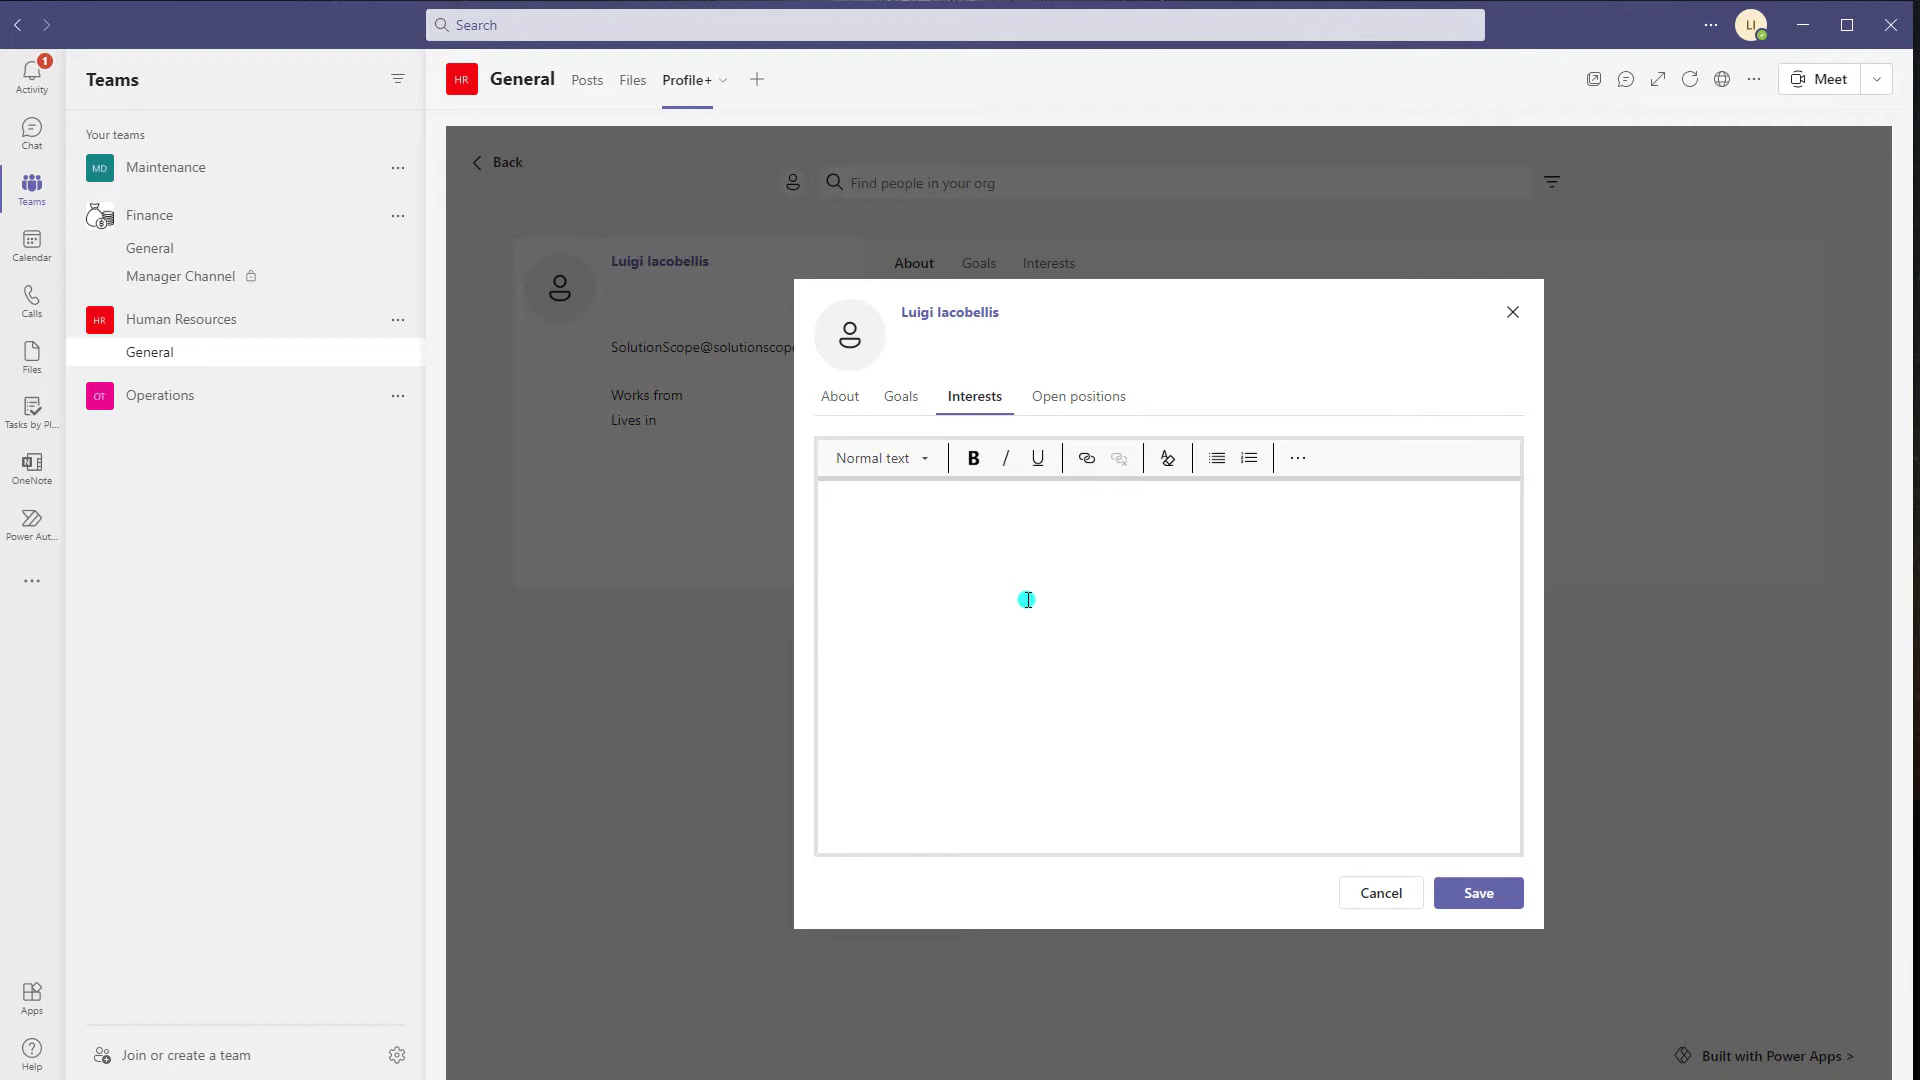 Search
LI
1
Activity
Chat
Teams
Calendar
Calls
Files
Tasks by Pl...
OneNote
Power Aut...
Apps
Help
Teams
Your teams
MD Maintenance
Finance
General
Manager Channel
HR Human Resources
General
OT Operations
Join or create a team
HR General Posts Files Profile+
Meet
Back
Find people in your org
Luigi Iacobellis
About Goals Interests
SolutionScope@solutionscope
Works from
Lives in
Luigi Iacobellis
About Goals Interests Open positions
Normal text B / U
Cancel Save
Built with Power Apps >